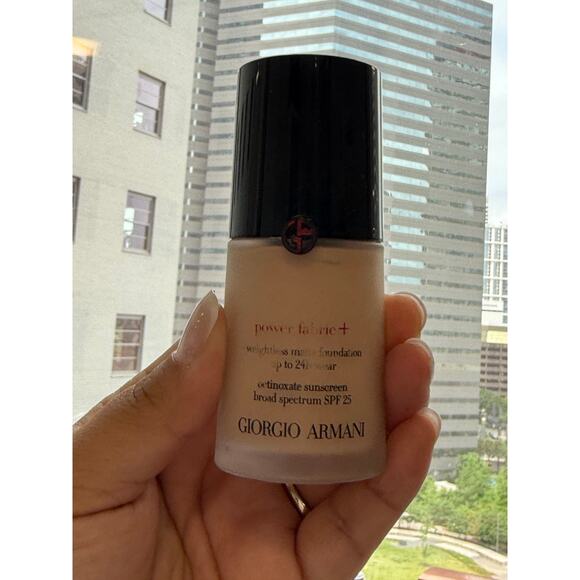 power fabric+
weightless matte foundation
up to 24h wear
octinoxate sunscreen
broad spectrum SPF 25
GIORGIO ARMANI